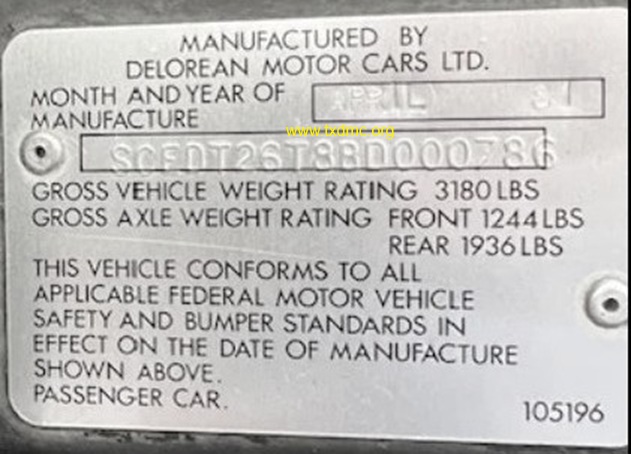 MANUFACTURED BY
DELOREAN MOTOR CARS LTD.
MONTH AND YEAR OF
MANUFACTURE
APRIL 81
www.txdmc.org
SCEDT26T8BD000786
GROSS VEHICLE WEIGHT RATING 3180 LBS
GROSS AXLE WEIGHT RATING FRONT 1244 LBS
REAR 1936 LBS
THIS VEHICLE CONFORMS TO ALL
APPLICABLE FEDERAL MOTOR VEHICLE
SAFETY AND BUMPER STANDARDS IN
EFFECT ON THE DATE OF MANUFACTURE
SHOWN ABOVE.
PASSENGER CAR.
105196